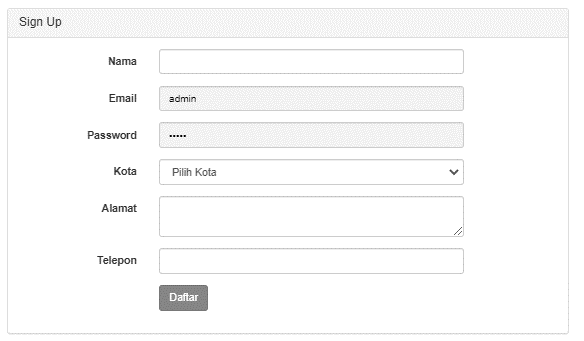 Sign Up
Nama
Email admin
Password •••••
Kota Pilih Kota
Alamat
Telepon
Daftar